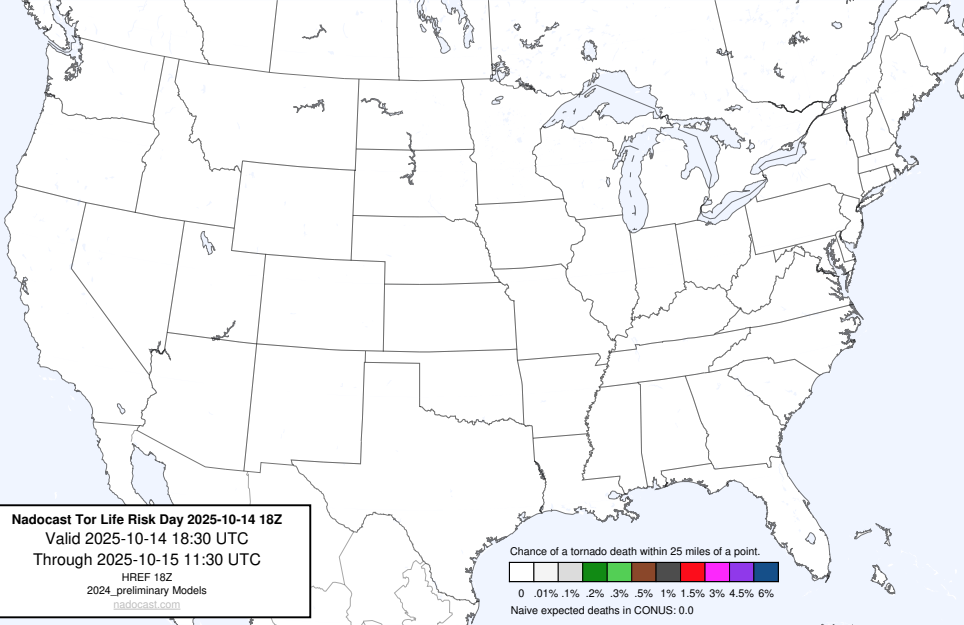 Nadocast Tor Life Risk Day 2025-10-14 18Z
Valid 2025-10-14 18:30 UTC
Through 2025-10-15 11:30 UTC
HREF 18Z
2024_preliminary Models
nadocast.com
Chance of a tornado death within 25 miles of a point.
0 .01% .1% .2% .3% .5% 1% 1.5% 3% 4.5% 6%
Naive expected deaths in CONUS: 0.0